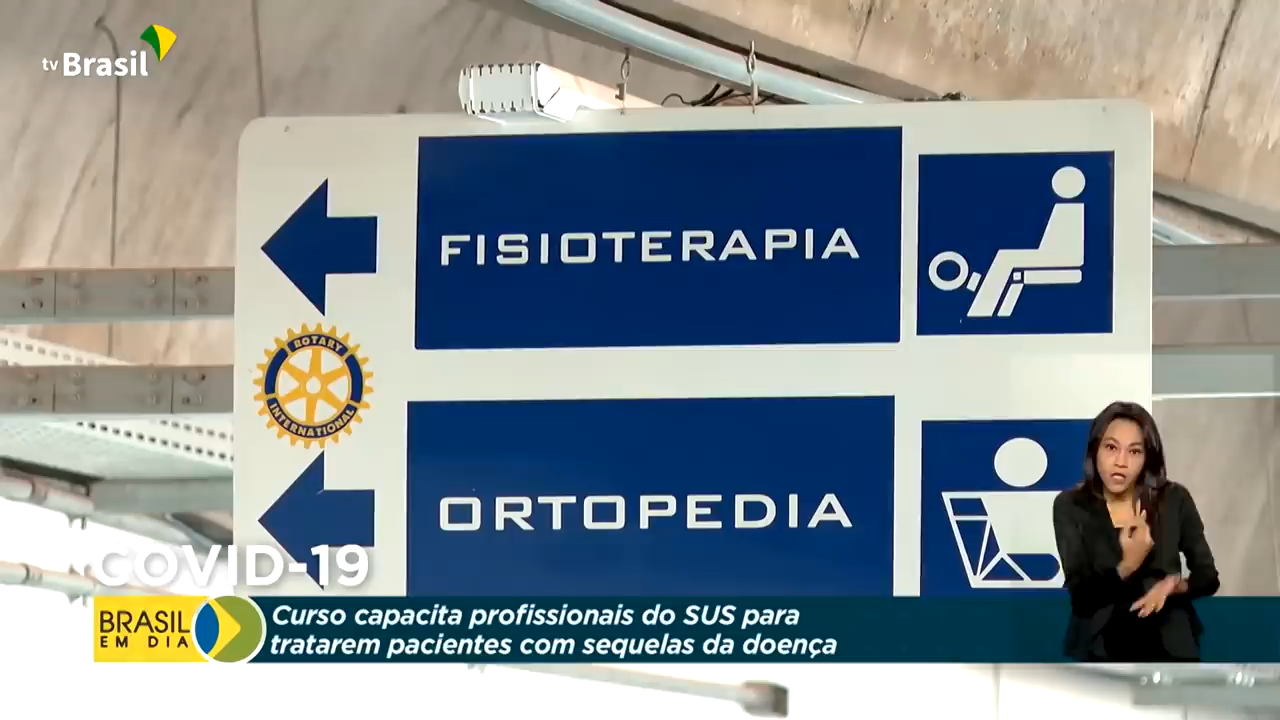 tv Brasil
FISIOTERAPIA
ROTARY
INTERNATIONAL
ORTOPEDIA
COVID-19
BRASIL
EM DIA
Curso capacita profissionais do SUS para
tratarem pacientes com sequelas da doença